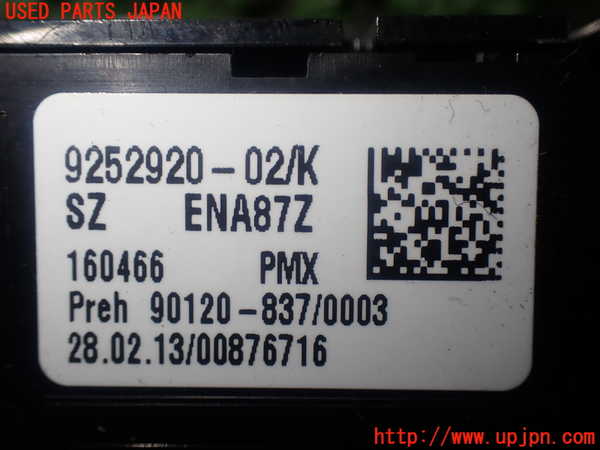 USED PARTS JAPAN
9252920-02/K
SZ ENA87Z
160466 PMX
Preh 90120-837/0003
28.02.13/00876716
http://www.upjpn.com/